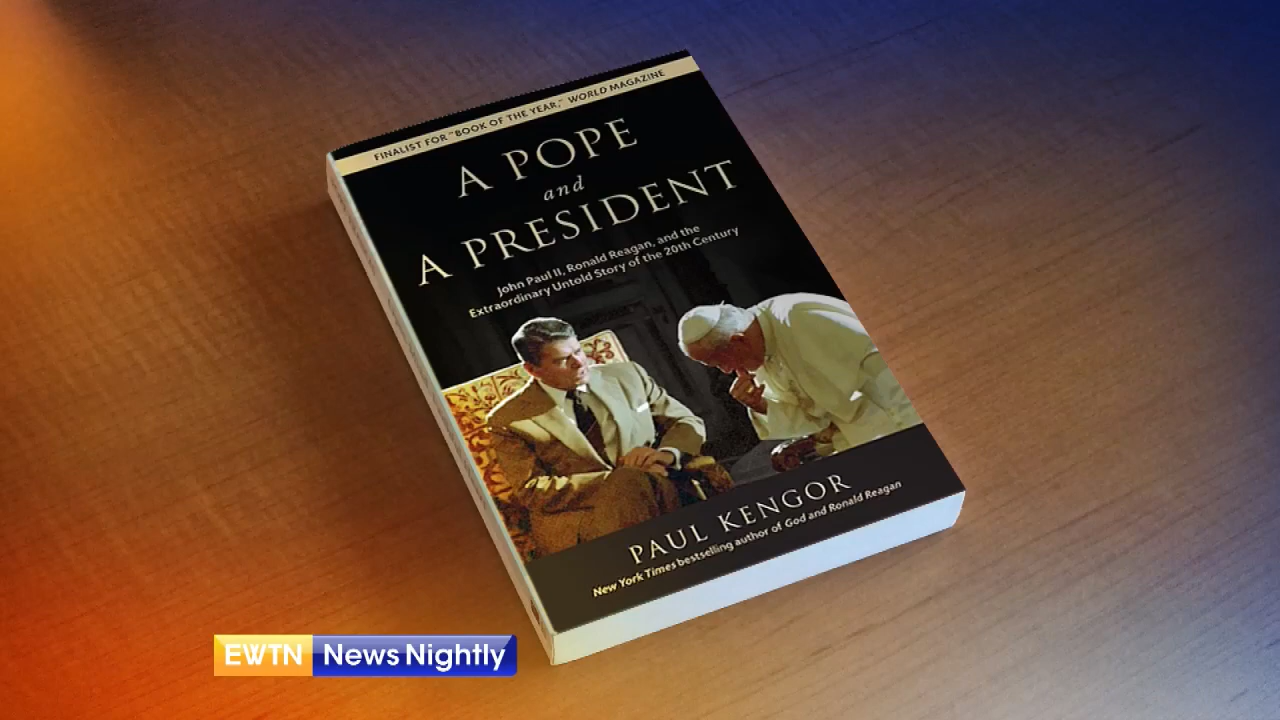 FINALIST FOR "BOOK OF THE YEAR," WORLD MAGAZINE
A POPE
and
A PRESIDENT
John Paul II, Ronald Reagan, and the
Extraordinary Untold Story of the 20th Century
PAUL KENGOR
New York Times bestselling author of God and Ronald Reagan
EWTN News Nightly